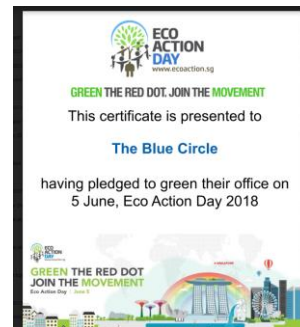 ECO
ACTION
DAY
www.ecoaction.sg
GREEN THE RED DOT. JOIN THE MOVEMENT
This certificate is presented to
The Blue Circle
having pledged to green their office on
5 June, Eco Action Day 2018
ECO
ACTION
DAY
GREEN THE RED DOT
JOIN THE MOVEMENT
Eco Action Day | June 5